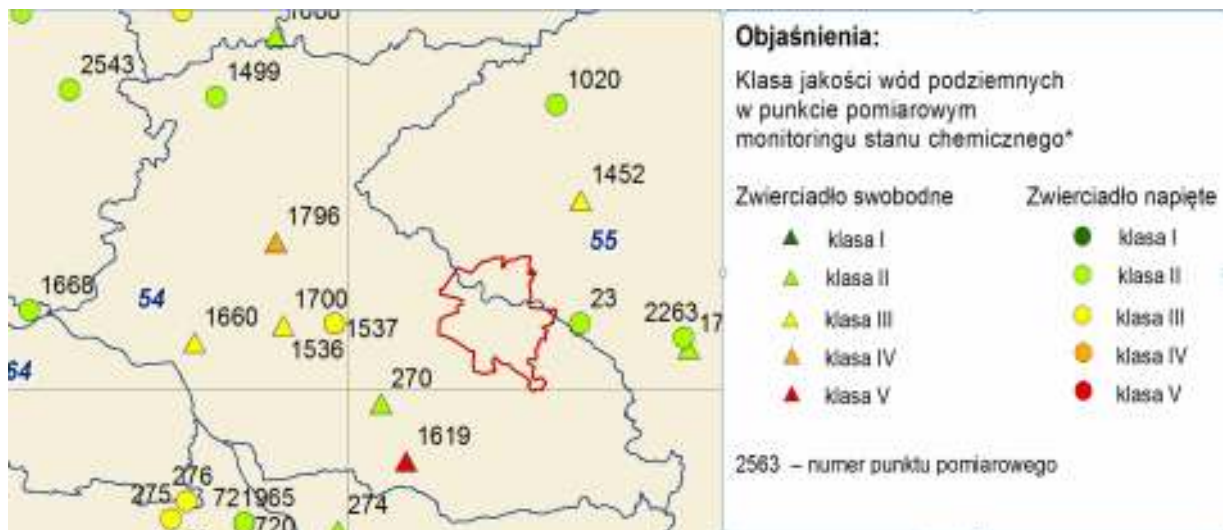 2543
1499
1020
1452
1796
55
54
1668
1660
1700
1537
1536
23
2263
17
64
270
1619
276
275
721965
720
274
Objaśnienia:
Klasa jakości wód podziemnych
w punkcie pomiarowym
monitoringu stanu chemicznego*
Zwierciadło swobodne
klasa I
klasa II
klasa III
klasa IV
klasa V
Zwierciadło napięte
klasa I
klasa II
klasa III
klasa IV
klasa V
2563 – numer punktu pomiarowego